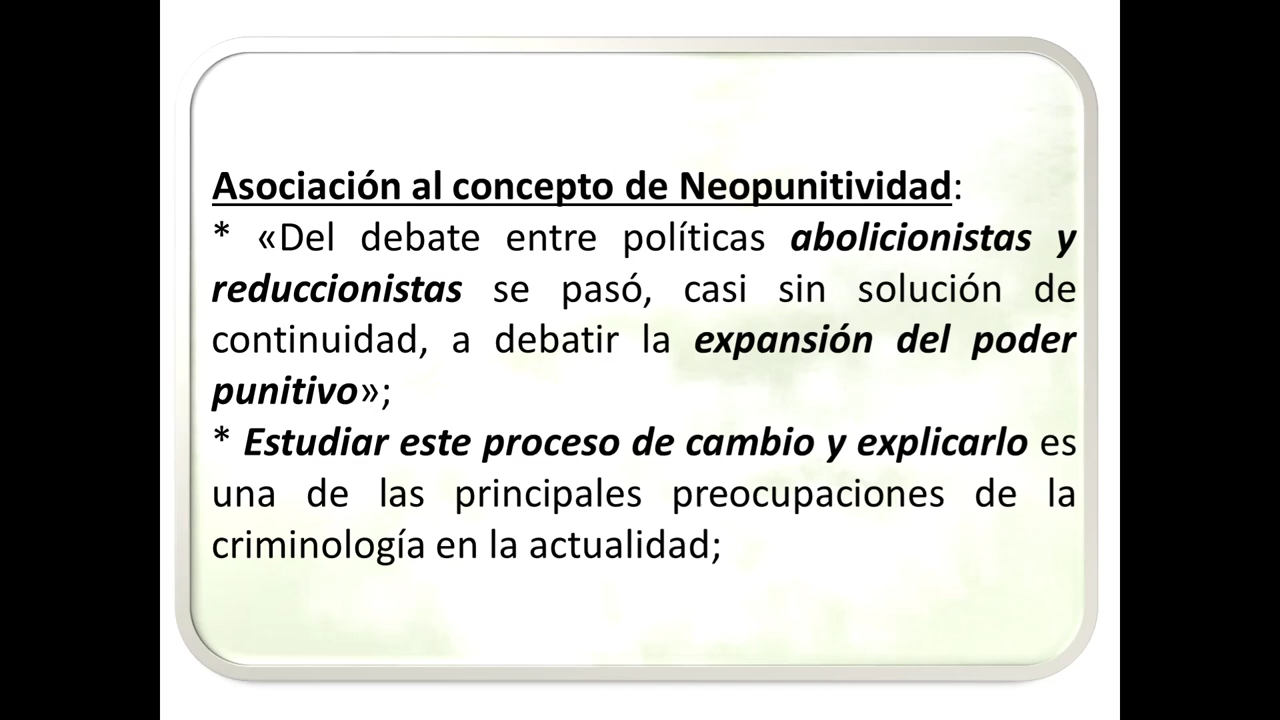 Asociación al concepto de Neopunitividad:
* «Del debate entre políticas abolicionistas y
reduccionistas se pasó, casi sin solución de
continuidad, a debatir la expansión del poder
punitivo»;
* Estudiar este proceso de cambio y explicarlo es
una de las principales preocupaciones de la
criminología en la actualidad;